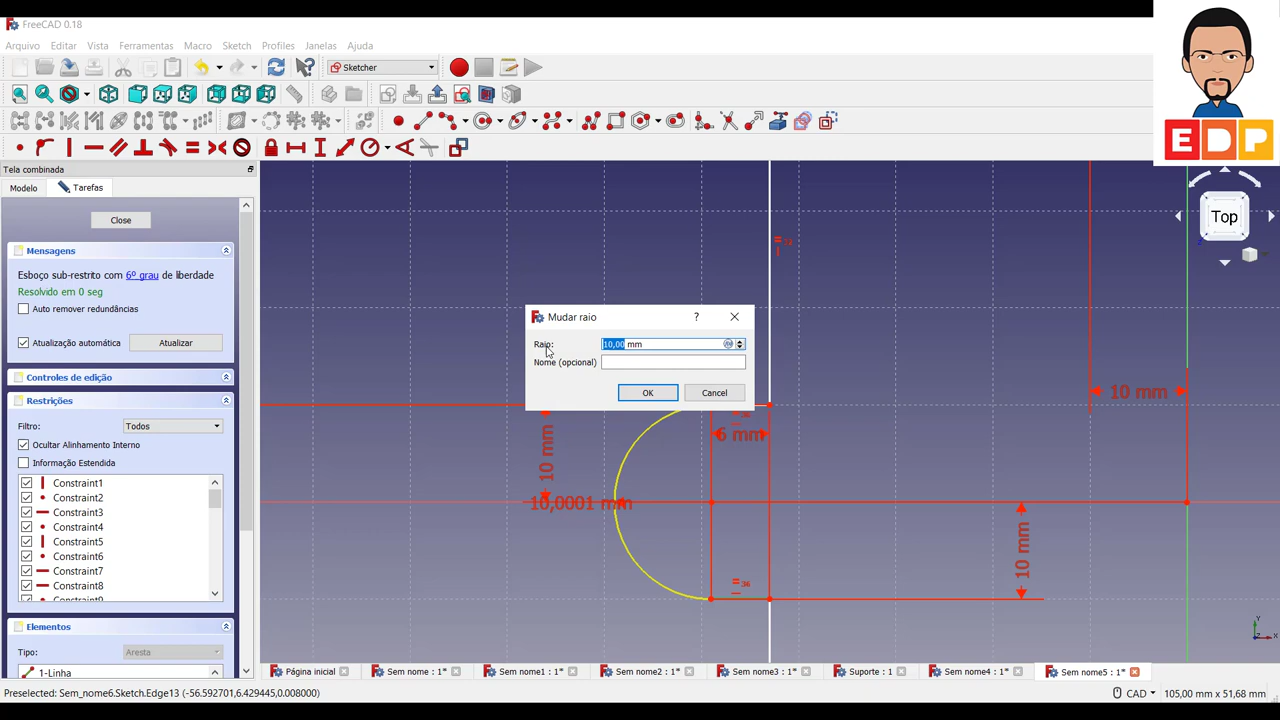 FreeCAD 0.18
Arquivo Editar Vista Ferramentas Macro Sketch Profiles Janelas Ajuda
Sketcher
EDP
Tela combinada
Modelo Tarefas
Close
Mensagens
Esboço sub-restrito com 6º grau de liberdade
Resolvido em 0 seg
Auto remover redundâncias
Atualização automática Atualizar
Controles de edição
Restrições
Filtro: Todos
Ocultar Alinhamento Interno
Informação Estendida
Constraint1
Constraint2
Constraint3
Constraint4
Constraint5
Constraint6
Constraint7
Constraint8
Constraint9
Elementos
Tipo: Aresta
1-Linha
Top
Mudar raio ?
Raio: 10,00 mm
Nome (opcional)
OK Cancel
10 mm
6 mm
10 mm
10,0001 mm
10 mm
36
Z
Y
X
Página inicial Sem nome : 1* Sem nome1 : 1* Sem nome2 : 1* Sem nome3 : 1* Suporte : 1 Sem nome4 : 1* Sem nome5 : 1*
Preselected: Sem_nome6.Sketch.Edge13 (-56.592701,6.429445,0.008000) CAD 105,00 mm x 51,68 mm